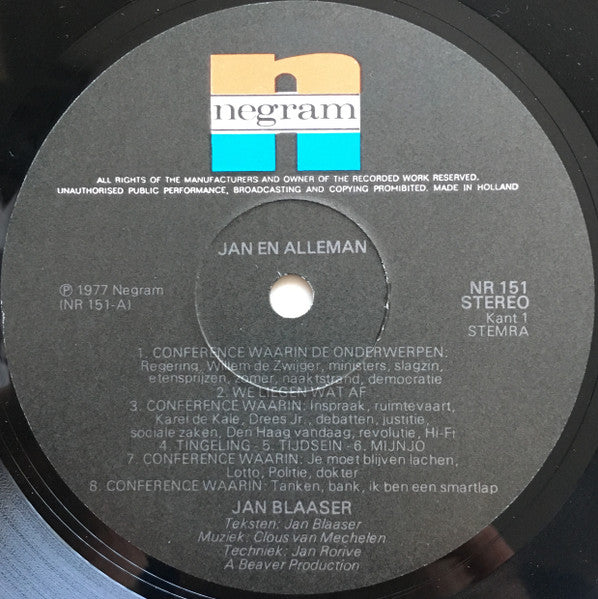 negram
ALL RIGHTS OF THE MANUFACTURERS AND OWNER OF THE RECORDED WORK RESERVED.
UNAUTHORISED PUBLIC PERFORMANCE, BROADCASTING AND COPYING PROHIBITED. MADE IN HOLLAND
JAN EN ALLEMAN
℗ 1977 Negram
(NR 151-A)
NR 151
STEREO
Kant 1
STEMRA
1. CONFERENCE WAARIN DE ONDERWERPEN:
Regering, Willem de Zwijger, ministers, slagzin,
etensprijzen, zomer, naaktstrand, democratie
2. WE LIEGEN WAT AF
3. CONFERENCE WAARIN: Inspraak, ruimtevaart,
Karel de Kale, Drees Jr., debatten, justitie,
sociale zaken, Den Haag vandaag, revolutie, Hi-Fi
4. TINGELING - 5. TIJDSEIN - 6. MIJNJO
7. CONFERENCE WAARIN: Je moet blijven lachen,
Lotto, Politie, dokter
8. CONFERENCE WAARIN: Tanken, bank, ik ben een smartlap
JAN BLAASER
Teksten: Jan Blaaser
Muziek: Clous van Mechelen
Techniek: Jan Rorive
A Beaver Production